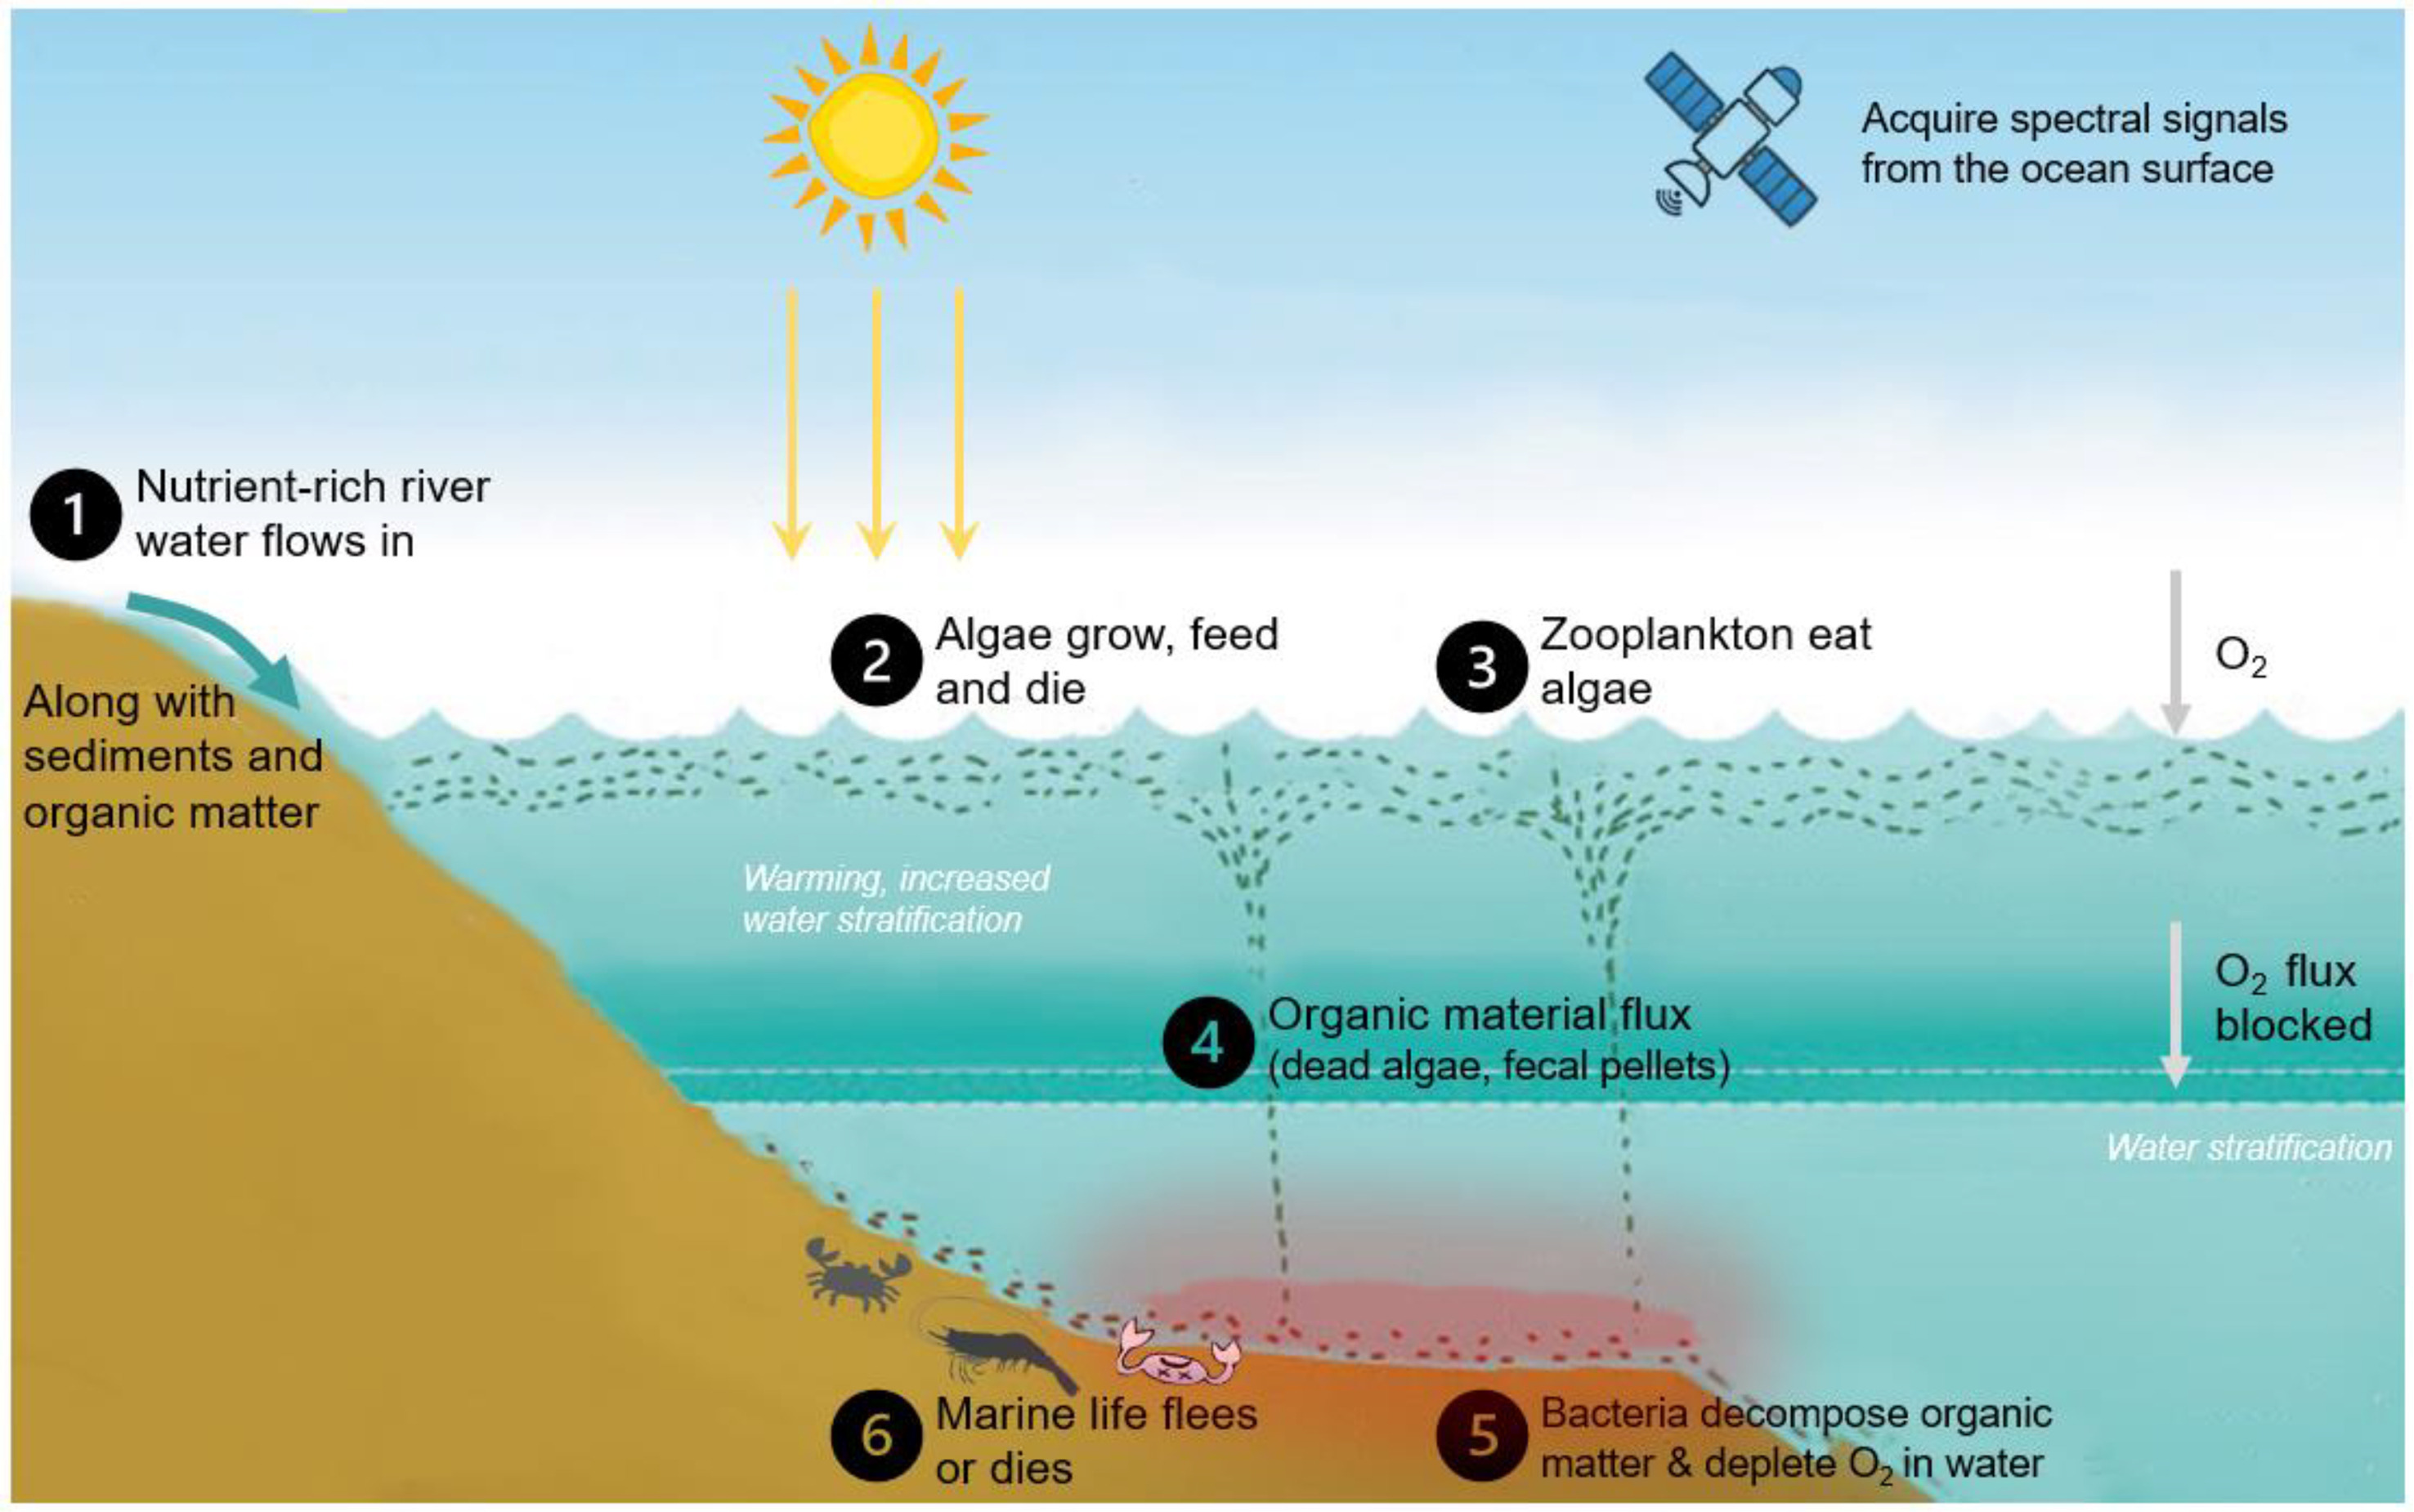 Acquire spectral signals
from the ocean surface
1
Nutrient-rich river
water flows in
Along with
sediments and
organic matter
2
Algae grow, feed
and die
3
Zooplankton eat
algae
O₂
Warming, increased
water stratification
4
Organic material flux
(dead algae, fecal pellets)
O₂ flux
blocked
Water stratification
6
Marine life flees
or dies
5
Bacteria decompose organic
matter & deplete O₂ in water